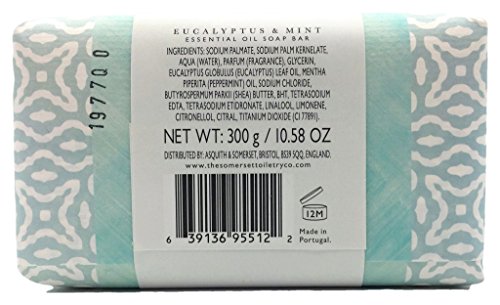 EUCALYPTUS & MINT
ESSENTIAL OIL SOAP BAR
INGREDIENTS: SODIUM PALMATE, SODIUM PALM KERNELATE,
AQUA (WATER), PARFUM (FRAGRANCE), GLYCERIN,
EUCALYPTUS GLOBULUS (EUCALYPTUS) LEAF OIL, MENTHA
PIPERITA (PEPPERMINT) OIL, SODIUM CHLORIDE,
BUTYROSPERMUM PARKII (SHEA) BUTTER, BHT, TETRASODIUM
EDTA, TETRASODIUM ETIDRONATE, LINALOOL, LIMONENE,
CITRONELLOL, CITRAL, TITANIUM DIOXIDE (CI 77891).
NET WT: 300 g / 10.58 OZ
DISTRIBUTED BY: ASQUITH & SOMERSET, BRISTOL, BS39 5QQ, ENGLAND.
www.thesomersettoiletryco.com
6 39136 95512 2
12M
Made in
Portugal.
197700